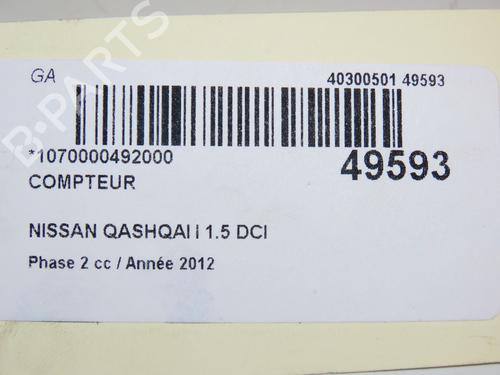 GA
40300501 49593
*1070000492000
49593
COMPTEUR
NISSAN QASHQAI I 1.5 DCI
Phase 2 cc / Année 2012
B-PARTS